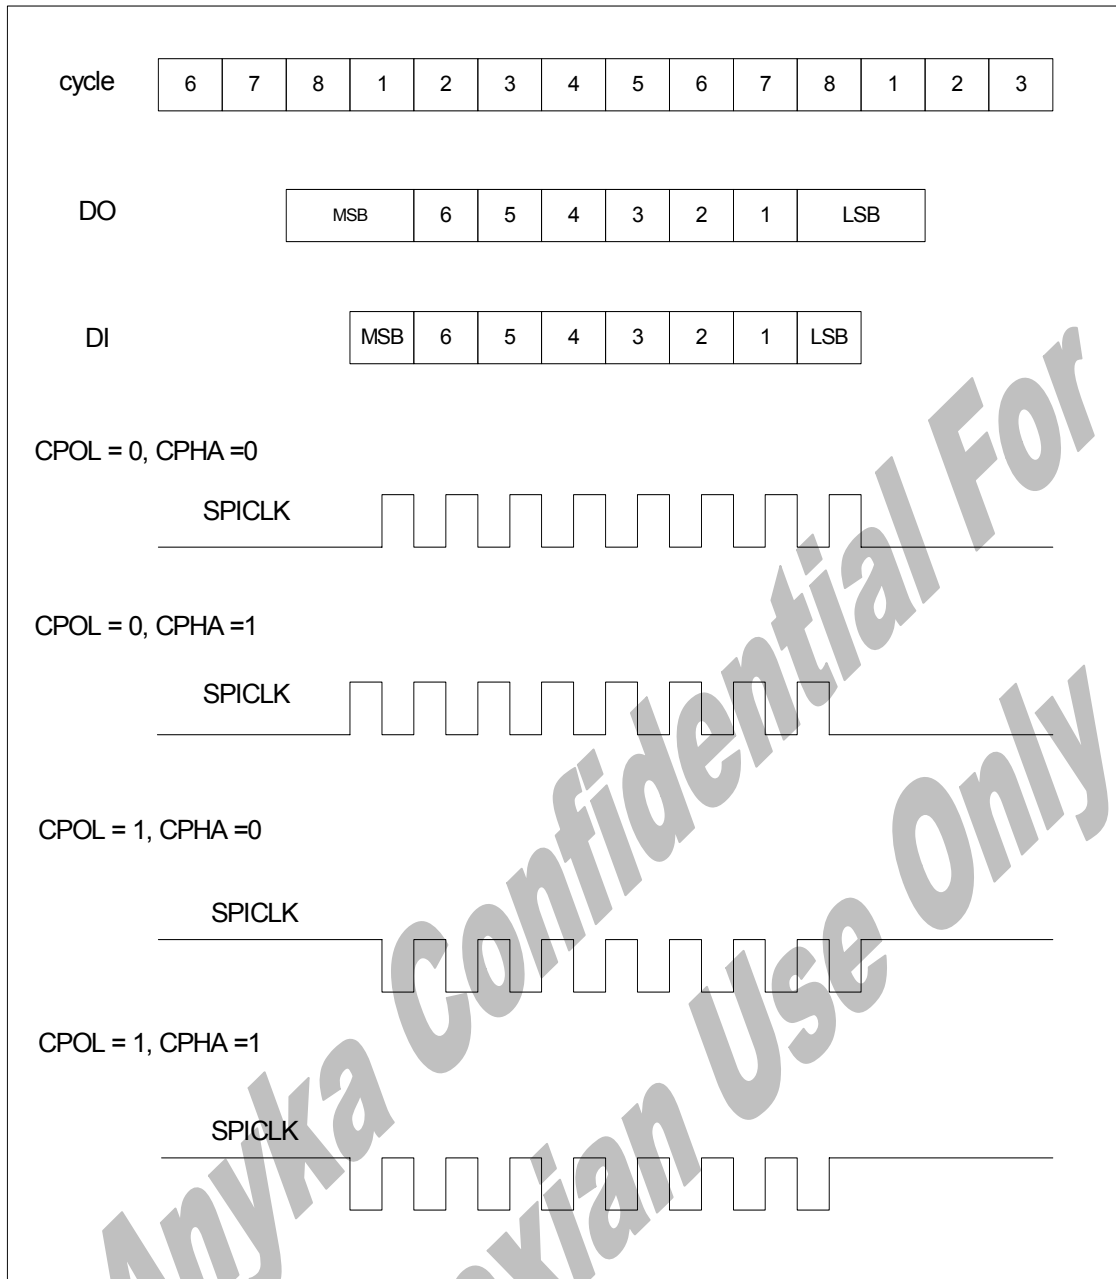 cycle 6 7 8 1 2 3 4 5 6 7 8 1 2 3
DO MSB 6 5 4 3 2 1 LSB
DI MSB 6 5 4 3 2 1 LSB
CPOL = 0, CPHA =0
SPICLK
CPOL = 0, CPHA =1
SPICLK
CPOL = 1, CPHA =0
SPICLK
CPOL = 1, CPHA =1
SPICLK
Anyka Confidential For
Use Only